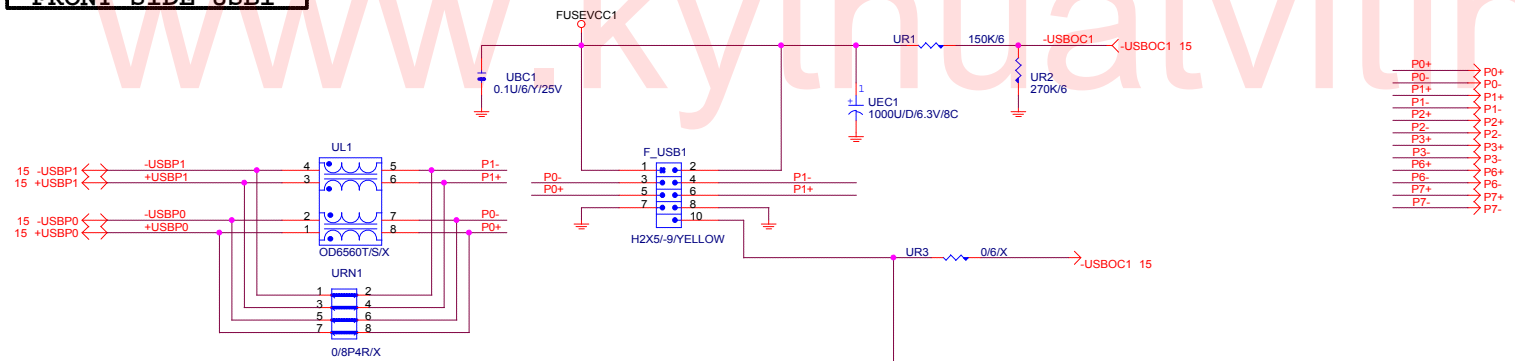 FRONT SIDE USB1
www.kythuatvitin
FUSEVCC1
UBC1
0.1U/6/Y/25V
1
UEC1
1000U/D/6.3V/8C
UR1
150K/6
-USBOC1
-USBOC1 15
UR2
270K/6
UL1
15 -USBP1
-USBP1
4
5
P1-
15 +USBP1
+USBP1
3
6
P1+
15 -USBP0
-USBP0
2
7
P0-
15 +USBP0
+USBP0
1
8
P0+
OD6560T/S/X
URN1
1
2
3
4
5
6
7
8
0/8P4R/X
F_USB1
1
2
P0-
3
4
P1-
P0+
5
6
P1+
7
8
10
H2X5/-9/YELLOW
UR3
0/6/X
-USBOC1 15
P0+
P0+
P0-
P0-
P1+
P1+
P1-
P1-
P2+
P2+
P2-
P2-
P3+
P3+
P3-
P3-
P6+
P6+
P6-
P6-
P7+
P7+
P7-
P7-